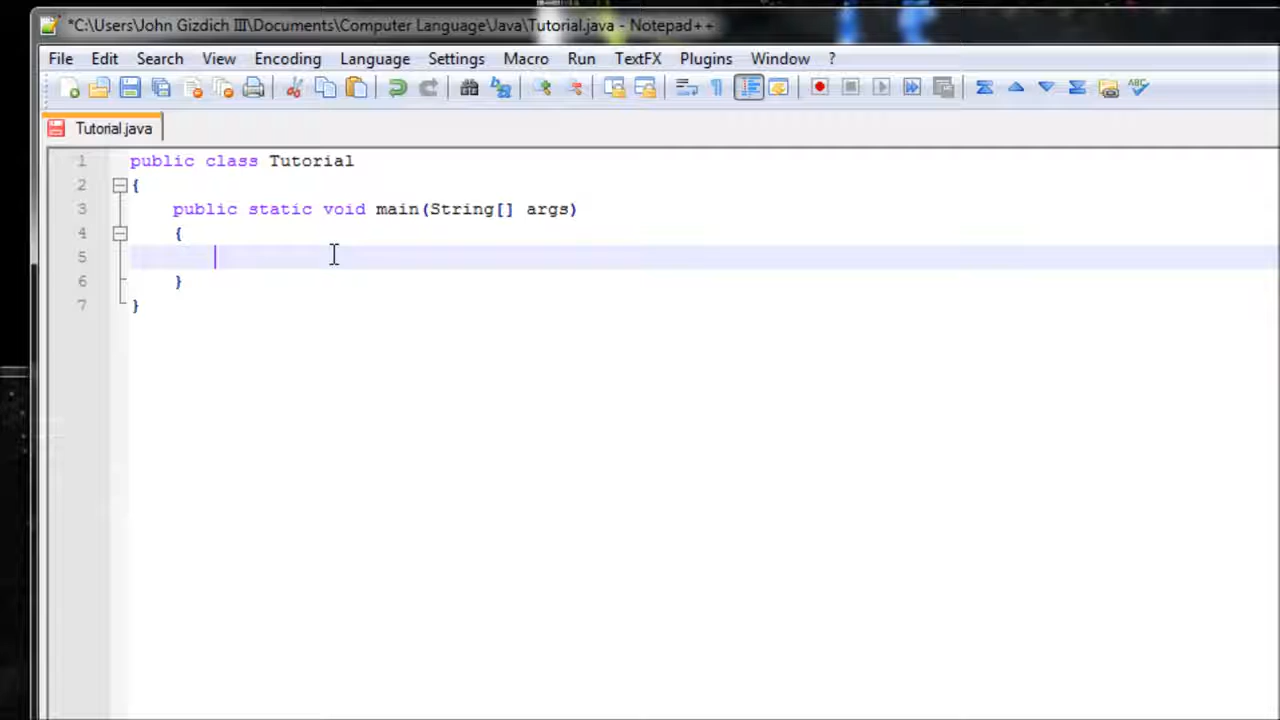 *C:\Users\John Gizdich III\Documents\Computer Language\Java\Tutorial.java - Notepad++
File Edit Search View Encoding Language Settings Macro Run TextFX Plugins Window ?
ABC
Tutorial.java
1 public class Tutorial
2 {
3 public static void main(String[] args)
4 {
5
6 }
7 }